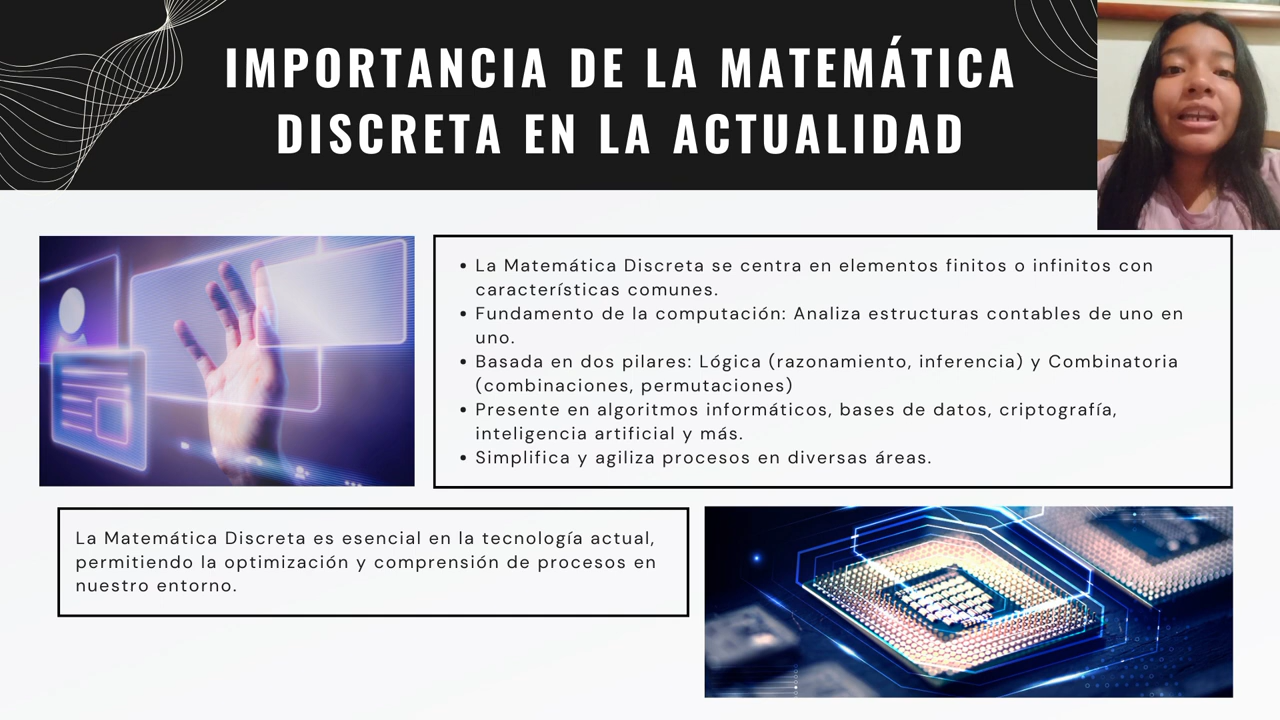 IMPORTANCIA DE LA MATEMÁTICA
DISCRETA EN LA ACTUALIDAD
• La Matemática Discreta se centra en elementos finitos o infinitos con
características comunes.
• Fundamento de la computación: Analiza estructuras contables de uno en
uno.
• Basada en dos pilares: Lógica (razonamiento, inferencia) y Combinatoria
(combinaciones, permutaciones)
• Presente en algoritmos informáticos, bases de datos, criptografía,
inteligencia artificial y más.
• Simplifica y agiliza procesos en diversas áreas.
La Matemática Discreta es esencial en la tecnología actual,
permitiendo la optimización y comprensión de procesos en
nuestro entorno.